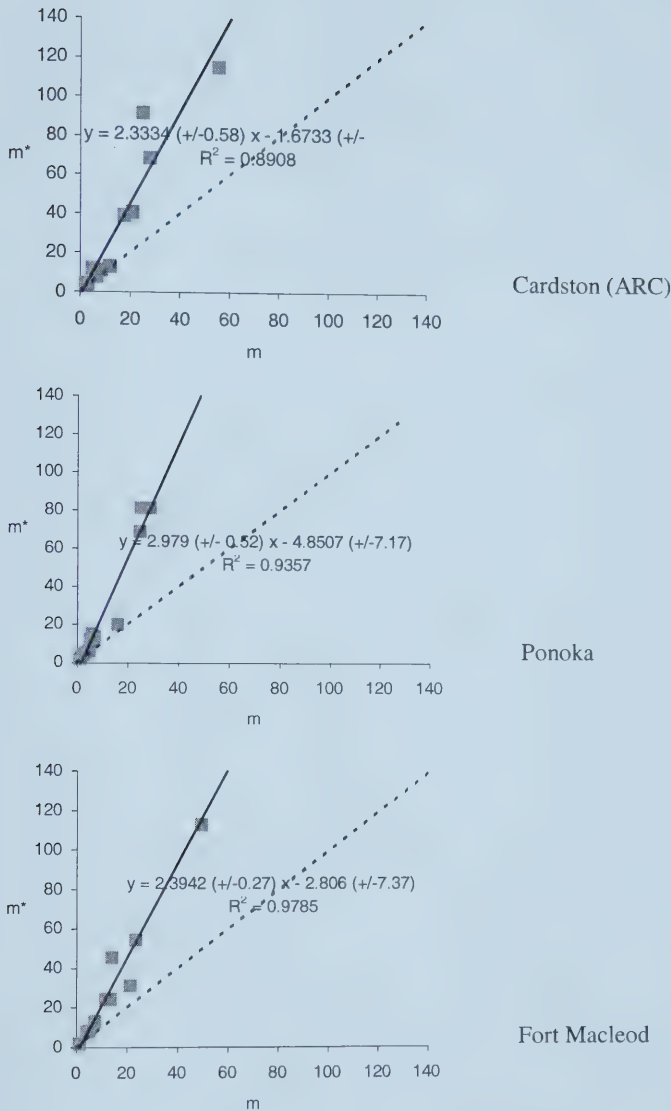 140
120
100
80
m*
60
40
20
0
y = 2.3334 (+/-0.58) x - 1.6733 (+/-
R² = 0.8908
0 20 40 60 80 100 120 140
m
Cardston (ARC)
140
120
100
80
m*
60
40
20
0
y = 2.979 (+/- 0.52) x - 4.8507 (+/-7.17)
R² = 0.9357
0 20 40 60 80 100 120 140
m
Ponoka
140
120
100
80
m*
60
40
20
0
y = 2.3942 (+/-0.27) x - 2.806 (+/-7.37)
R² = 0.9785
0 20 40 60 80 100 120 140
m
Fort Macleod